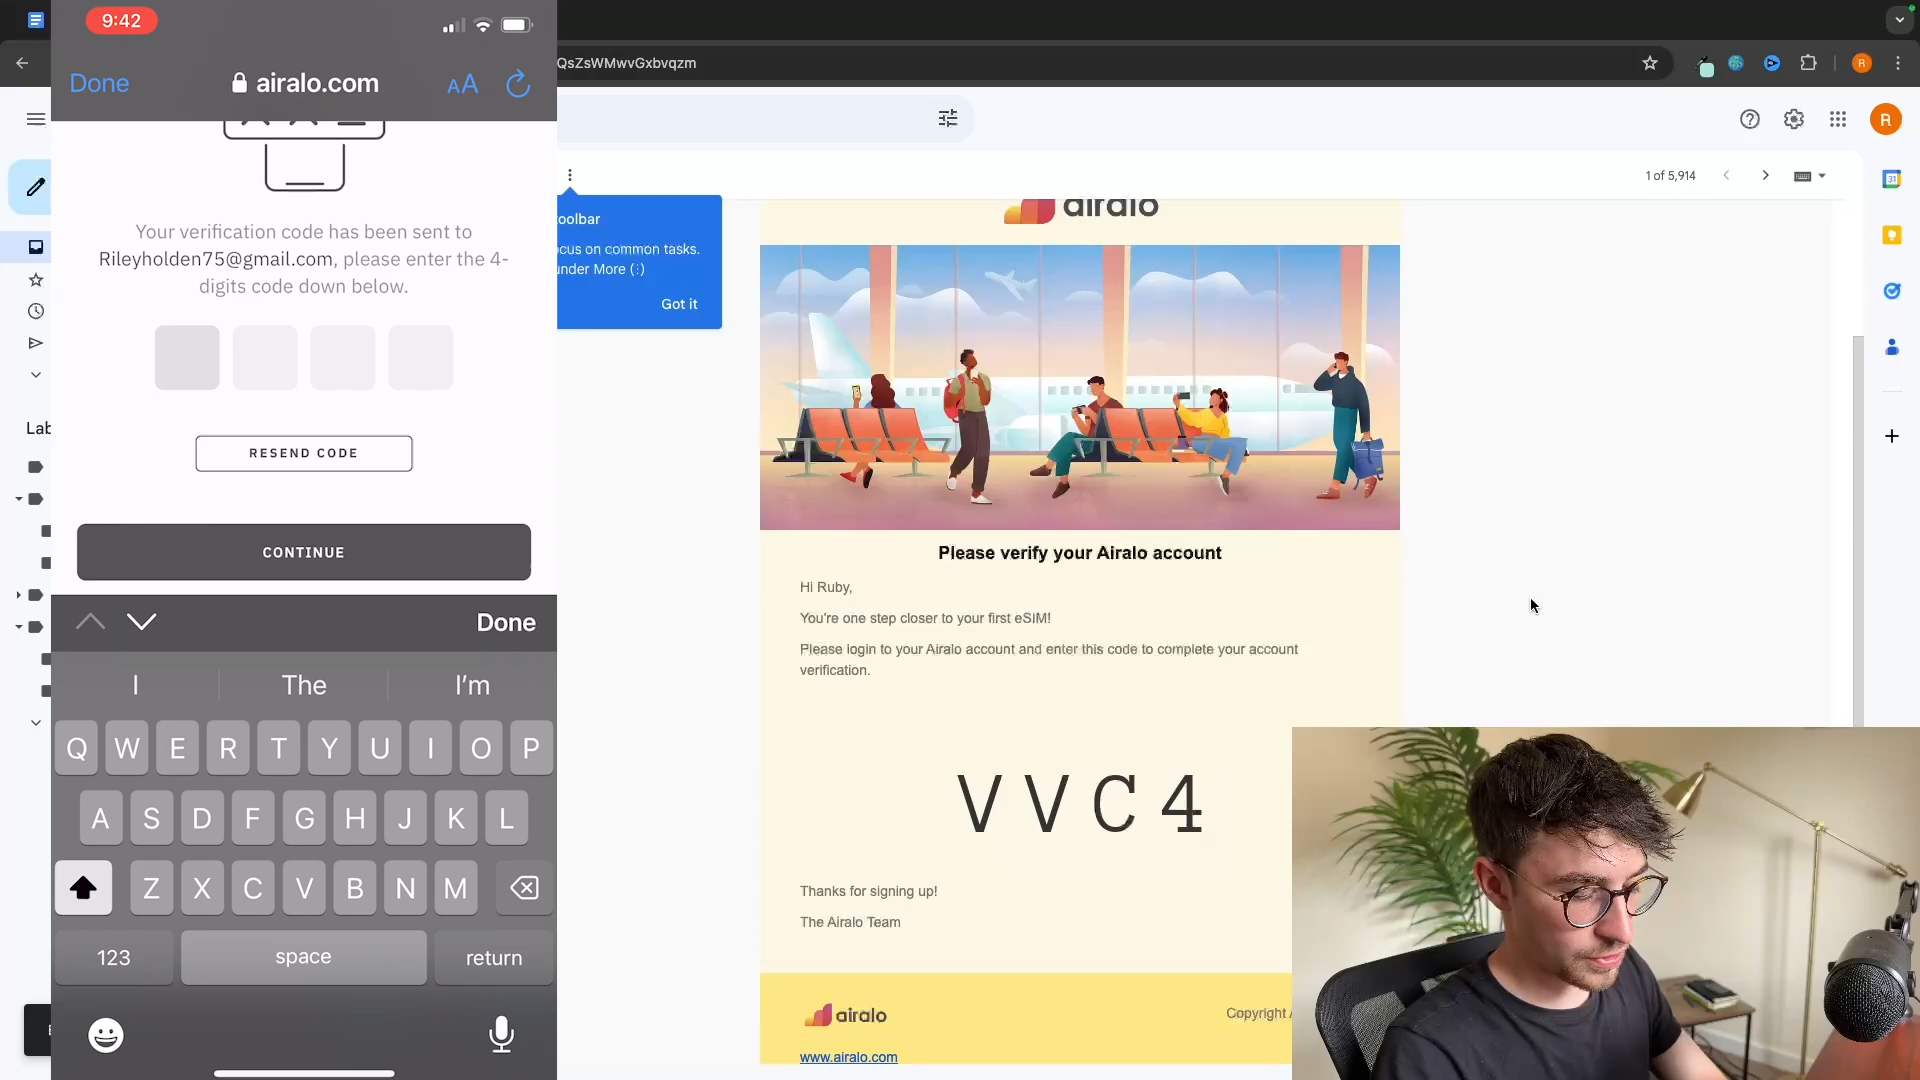 9:42
Done
airalo.com
AA
Your verification code has been sent to
Rileyholden75@gmail.com, please enter the 4-
digits code down below.
RESEND CODE
CONTINUE
Done
I
The
I'm
Q W E R T Y U I O P
A S D F G H J K L
Z X C V B N M
123
space
return
QsZsWMwvGxbvqzm
R
R
1 of 5,914
31
toolbar
ocus on common tasks.
under More (⋮)
Got it
Lab
airalo
Please verify your Airalo account
Hi Ruby,
You're one step closer to your first eSIM!
Please login to your Airalo account and enter this code to complete your account
verification.
V V C 4
Thanks for signing up!
The Airalo Team
airalo
Copyright
www.airalo.com